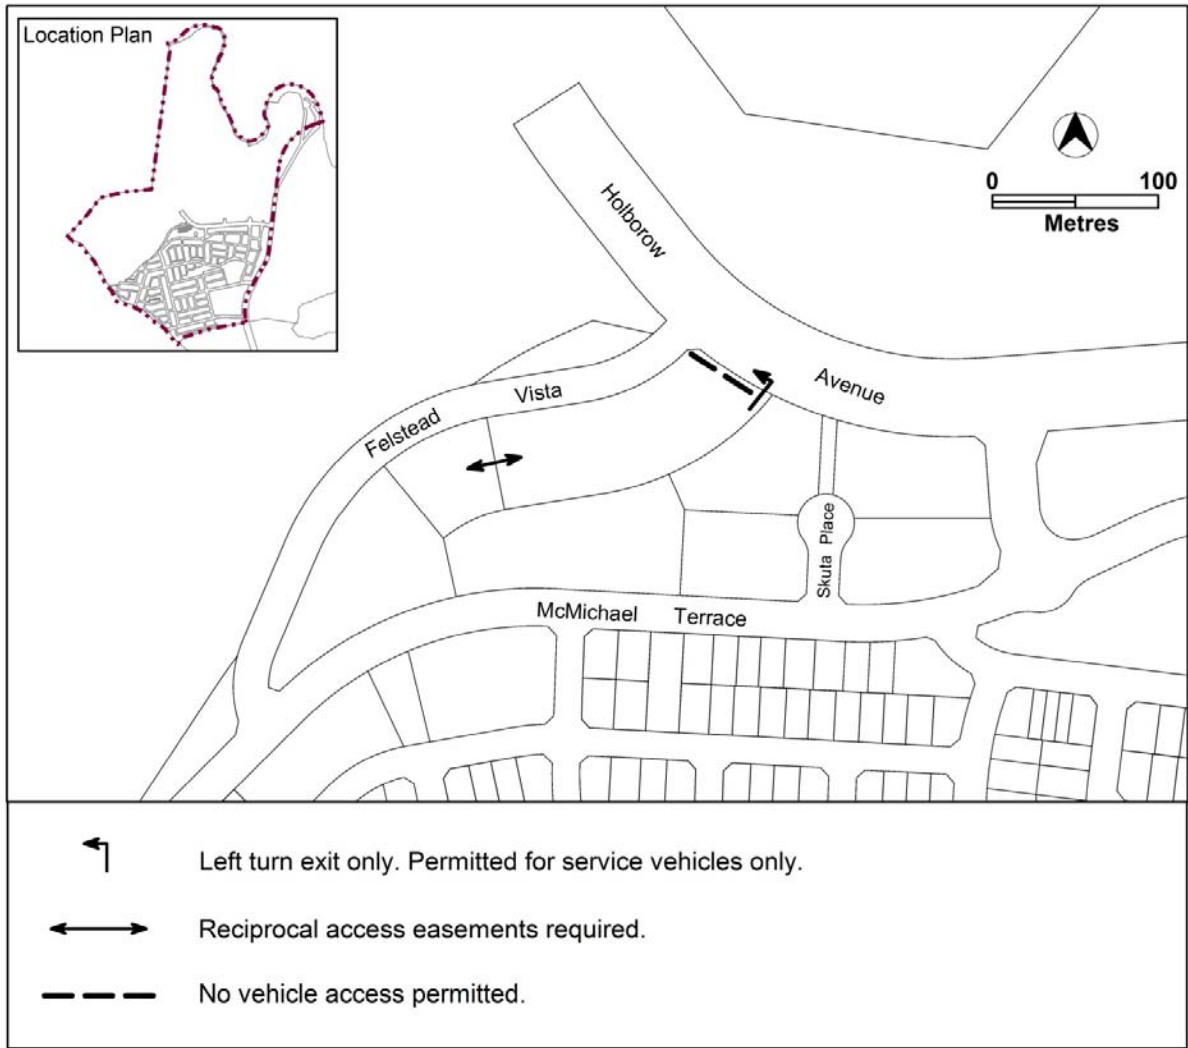 Location Plan
0 100
Metres
Holborow
Avenue
Felstead Vista
Skuta Place
McMichael Terrace
Left turn exit only. Permitted for service vehicles only.
Reciprocal access easements required.
No vehicle access permitted.